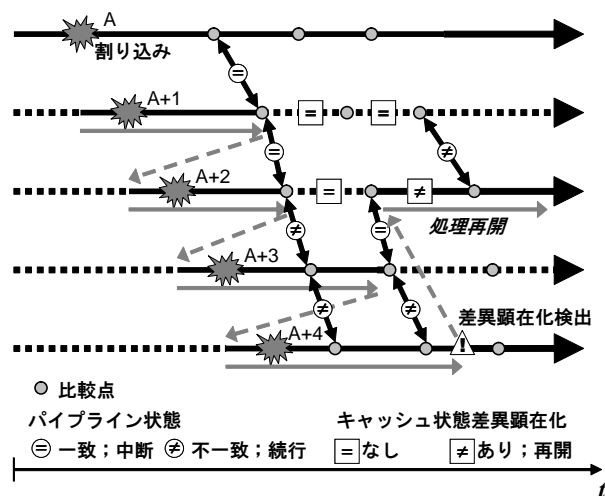 A
割り込み
=
A+1
= =
= ≠
A+2
= ≠
処理再開
≠ =
A+3
≠ ≠
差異顕在化検出
A+4
!
比較点
パイプライン状態 キャッシュ状態差異顕在化
= 一致；中断 ≠ 不一致；続行 = なし ≠ あり；再開
t